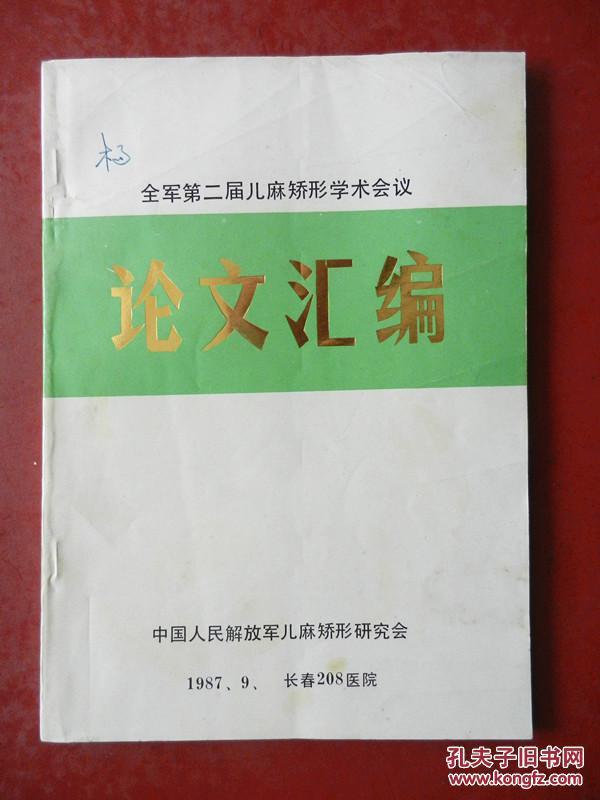 杨
全军第二届儿麻矫形学术会议
论文汇编
中国人民解放军儿麻矫形研究会
1987、9、 长春208医院
孔夫子旧书网
www.kongfz.com